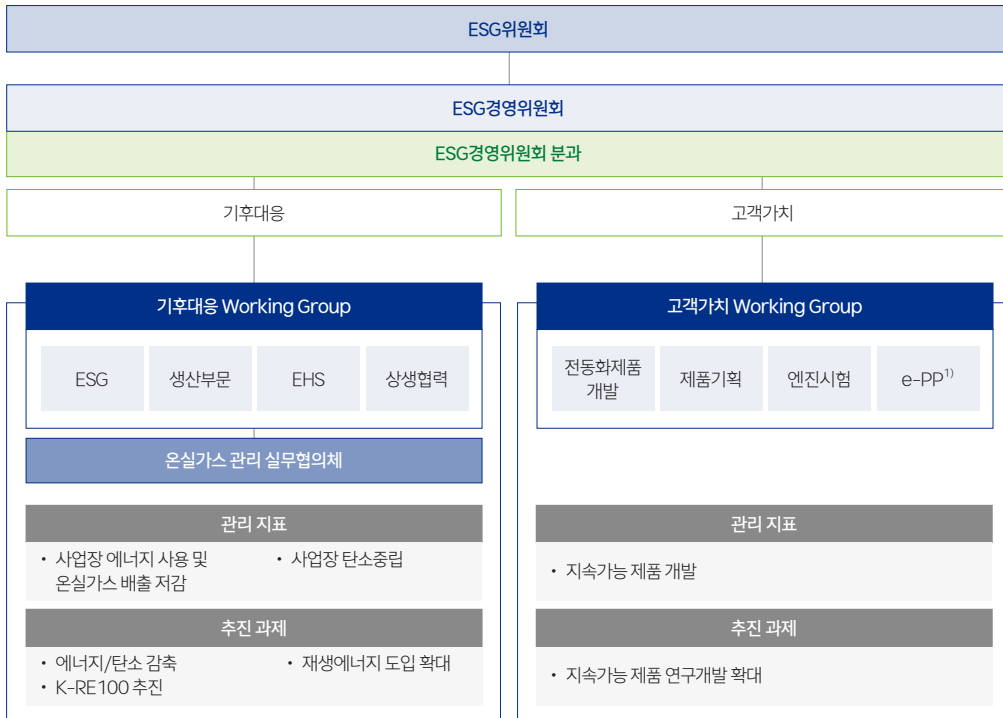 ESG위원회
ESG경영위원회
ESG경영위원회 분과
기후대응
고객가치
기후대응 Working Group
ESG
생산부문
EHS
상생협력
온실가스 관리 실무협의체
관리 지표
• 사업장 에너지 사용 및
온실가스 배출 저감
• 사업장 탄소중립
추진 과제
• 에너지/탄소 감축
• K-RE100 추진
• 재생에너지 도입 확대
고객가치 Working Group
전동화제품
개발
제품기획
엔진시험
e-PP1)
관리 지표
• 지속가능 제품 개발
추진 과제
• 지속가능 제품 연구개발 확대